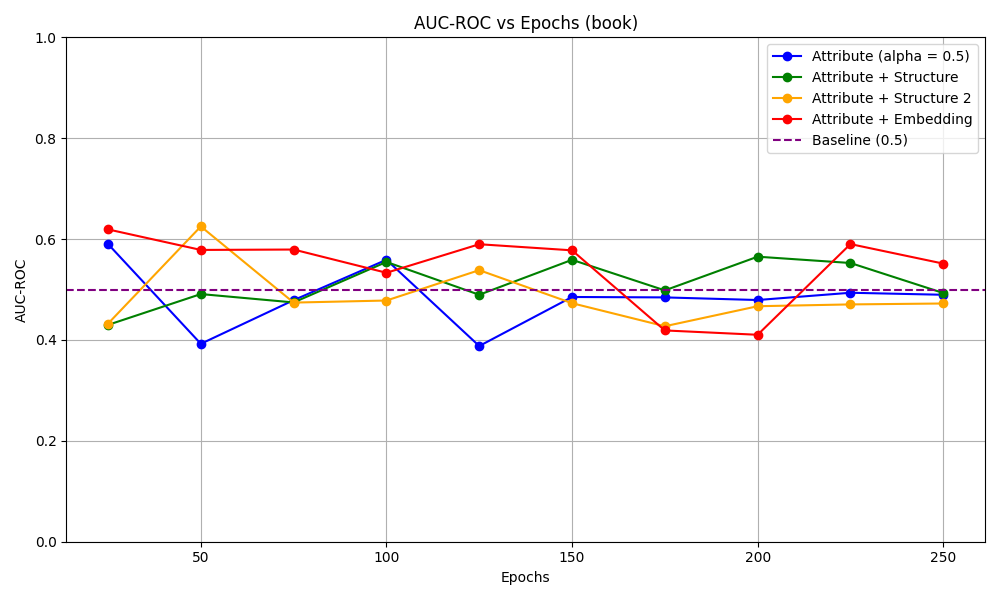 AUC-ROC vs Epochs (book)
1.0
0.8
0.6
0.4
0.2
0.0
AUC-ROC
50
100
150
200
250
Epochs
Attribute (alpha = 0.5)
Attribute + Structure
Attribute + Structure 2
Attribute + Embedding
Baseline (0.5)